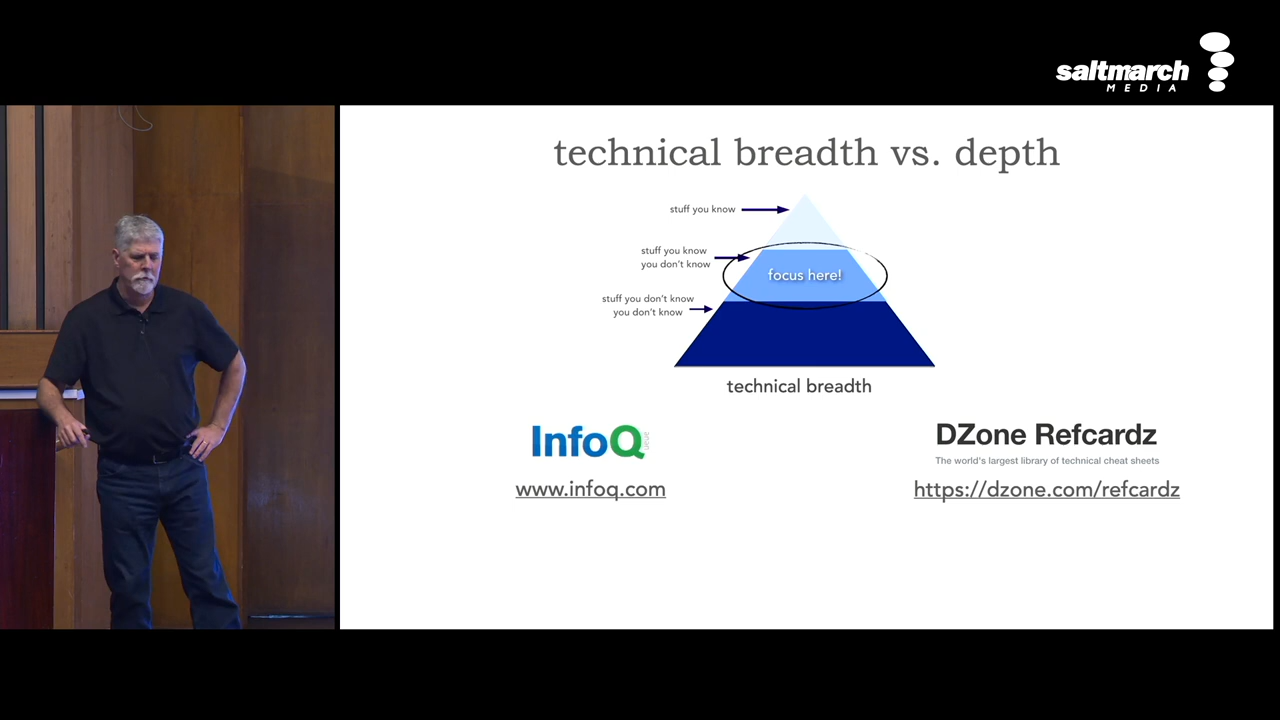 saltmarch
MEDIA
technical breadth vs. depth
stuff you know
stuff you know
you don't know
focus here!
stuff you don't know
you don't know
technical breadth
InfoQ
queue
DZone Refcardz
The world's largest library of technical cheat sheets
www.infoq.com
https://dzone.com/refcardz